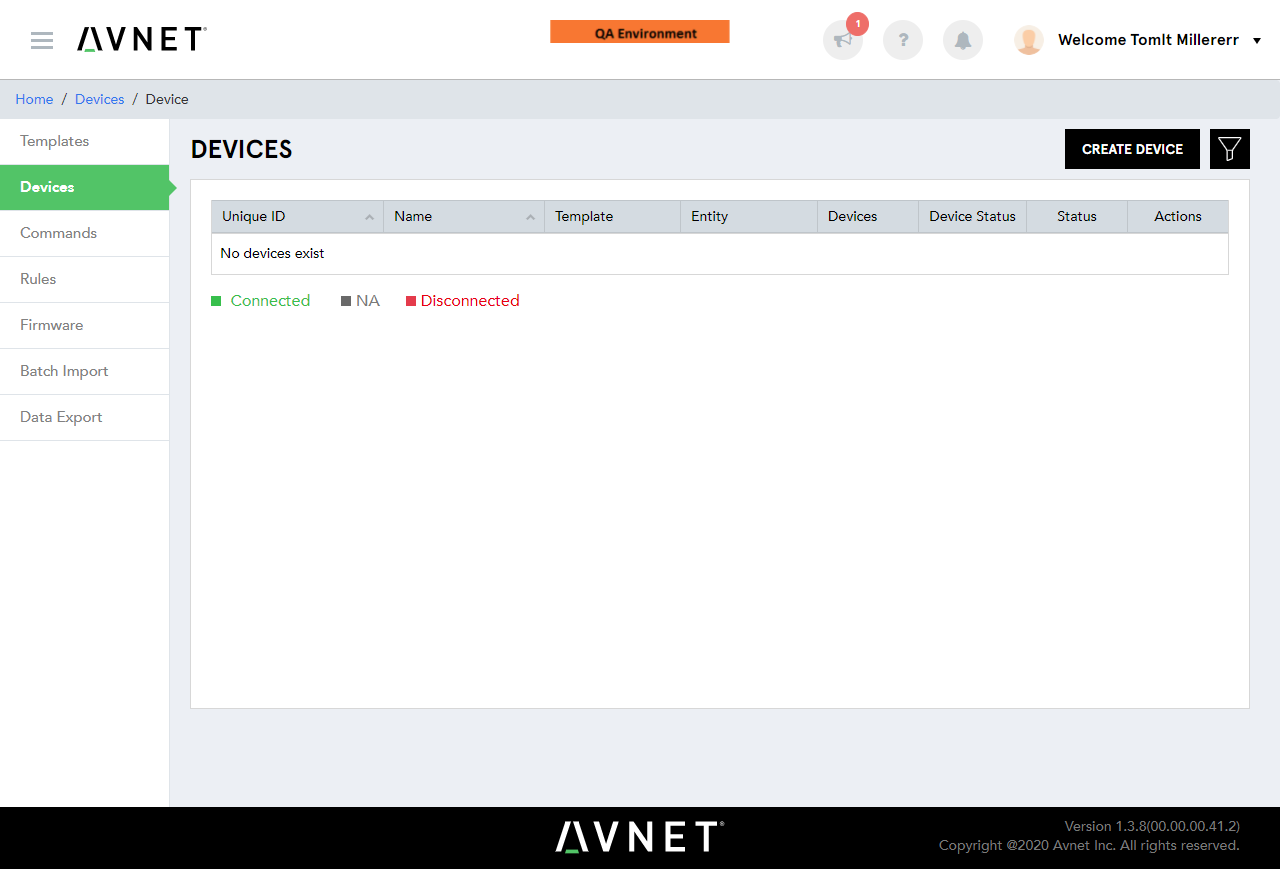 AVNET®
QA Environment
1
?
Welcome TomIt Millererr
Home / Devices / Device
Templates
Devices
Commands
Rules
Firmware
Batch Import
Data Export
DEVICES
CREATE DEVICE
Unique ID Name Template Entity Devices Device Status Status Actions
No devices exist
Connected NA Disconnected
AVNET®
Version 1.3.8(00.00.00.41.2)
Copyright @2020 Avnet Inc. All rights reserved.